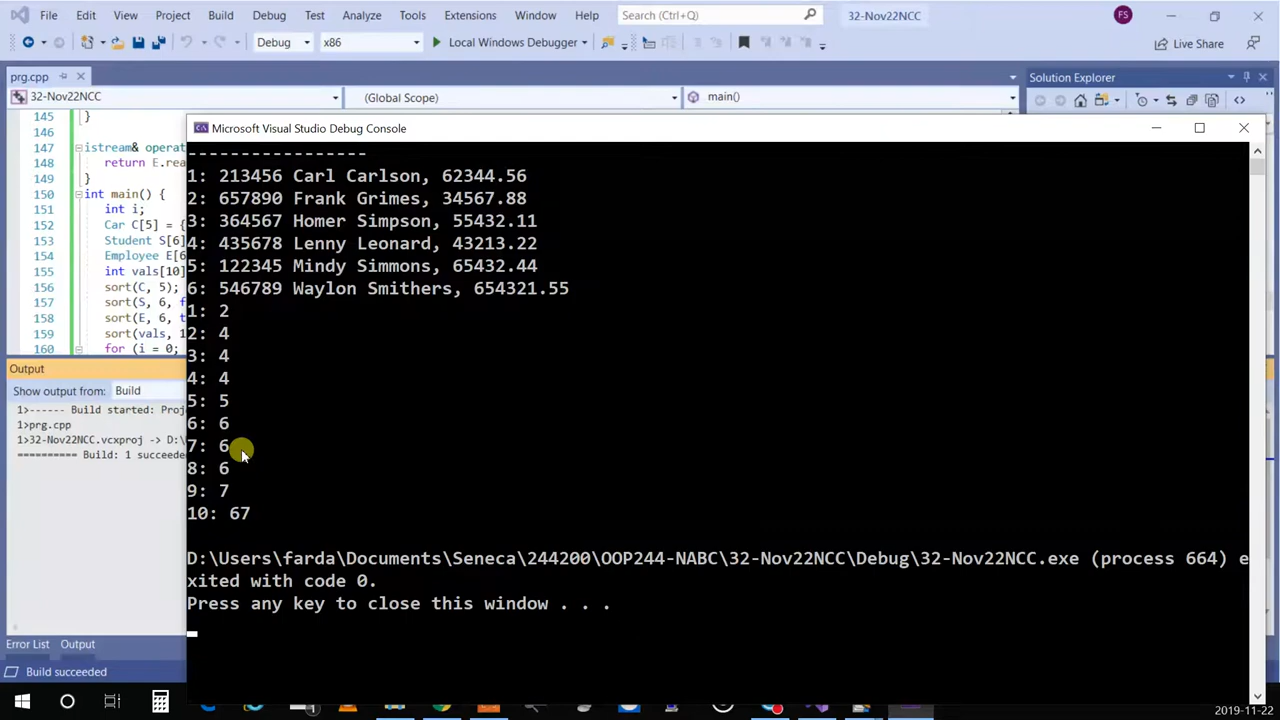 File Edit View Project Build Debug Test Analyze Tools Extensions Window Help Search (Ctrl+Q) 32-Nov22NCC FS
Debug x86 Local Windows Debugger Live Share
prg.cpp Solution Explorer
32-Nov22NCC (Global Scope) main()
145 }
146
147 istream& operat
148 return E.rea
149 }
150 int main() {
151 int i;
152 Car C[5] = {
153 Student S[6]
154 Employee E[6
155 int vals[10]
156 sort(C, 5);
157 sort(S, 6, f
158 sort(E, 6, t
159 sort(vals, 1
160 for (i = 0;
Output
Show output from: Build
1>------ Build started: Proj
1>prg.cpp
1>32-Nov22NCC.vcxproj -> D:\
========== Build: 1 succeede
Error List Output
Build succeeded
Microsoft Visual Studio Debug Console
-----------------
1: 213456 Carl Carlson, 62344.56
2: 657890 Frank Grimes, 34567.88
3: 364567 Homer Simpson, 55432.11
4: 435678 Lenny Leonard, 43213.22
5: 122345 Mindy Simmons, 65432.44
6: 546789 Waylon Smithers, 654321.55
1: 2
2: 4
3: 4
4: 4
5: 5
6: 6
7: 6
8: 6
9: 7
10: 67
D:\Users\farda\Documents\Seneca\244200\OOP244-NABC\32-Nov22NCC\Debug\32-Nov22NCC.exe (process 664) e
xited with code 0.
Press any key to close this window . . .
2019-11-22